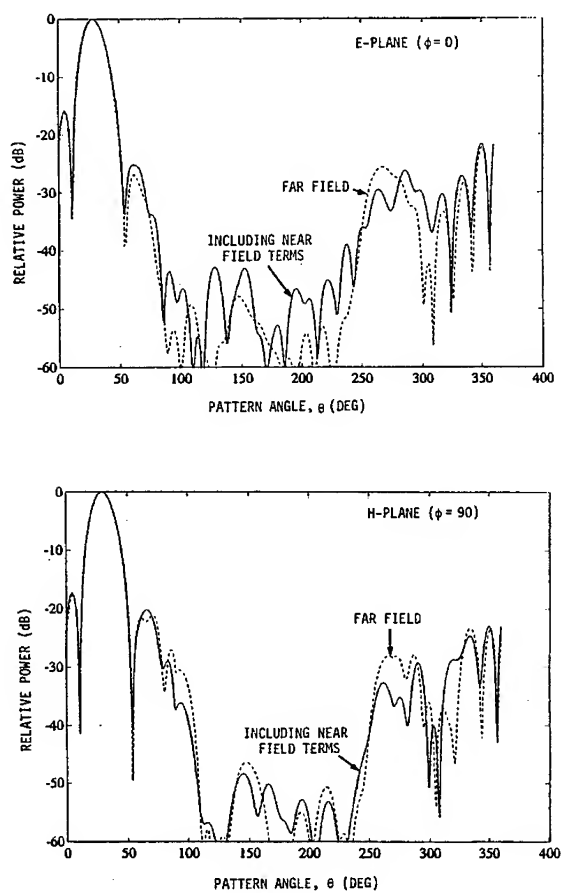 E-PLANE (ϕ=0)
0
-10
-20
-30
-40
-50
-60
RELATIVE POWER (dB)
FAR FIELD
INCLUDING NEAR
FIELD TERMS
0 50 100 150 200 250 300 350 400
PATTERN ANGLE, θ (DEG)
H-PLANE (ϕ = 90)
0
-10
-20
-30
-40
-50
-60
RELATIVE POWER (dB)
FAR FIELD
INCLUDING NEAR
FIELD TERMS
0 50 100 150 200 250 300 350 400
PATTERN ANGLE, θ (DEG)